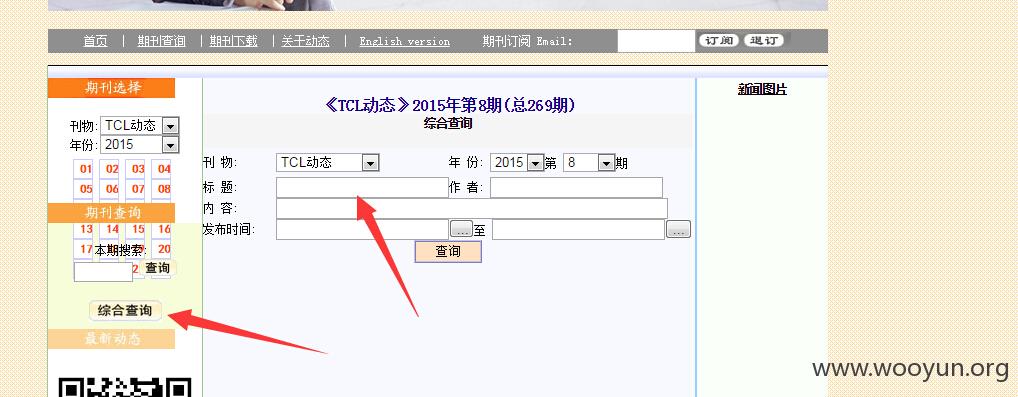 首页 | 期刊查询 | 期刊下载 | 关于动态 | English version 期刊订阅 Email: 订阅 退订
期刊选择
刊物: TCL动态
年份: 2015
01 02 03 04
05 06 07 08
期刊查询
13 14 15 16
17 本期搜索: 20
2 查询
综合查询
最新动态
《TCL动态》2015年第8期(总269期)
综合查询
刊 物: TCL动态 年 份: 2015 第 8 期
标 题: 作 者:
内 容:
发布时间: ... 至 ...
查询
新闻图片
www.wooyun.org